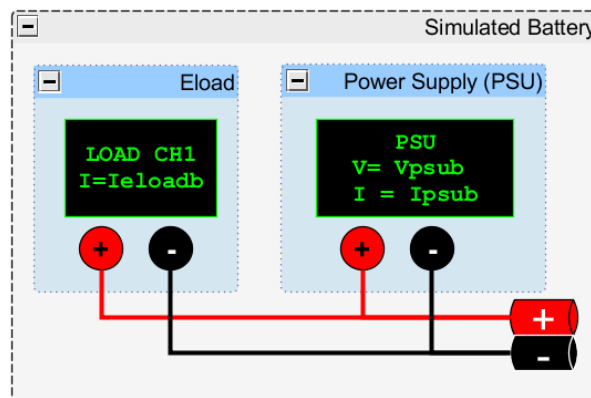 Simulated Battery
Eload
Power Supply (PSU)
LOAD CH1
I=Ieloadb
PSU
V= Vpsub
I = Ipsub
+ -
+ -
+
-